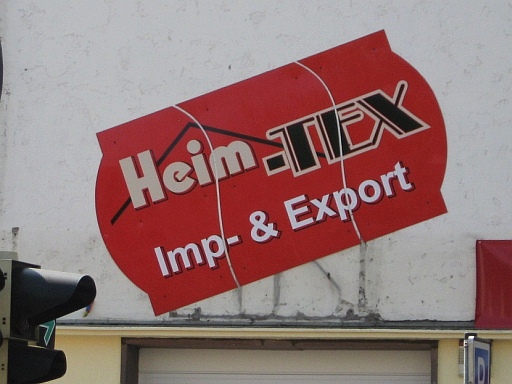 Heim-TEX
Imp- & Export